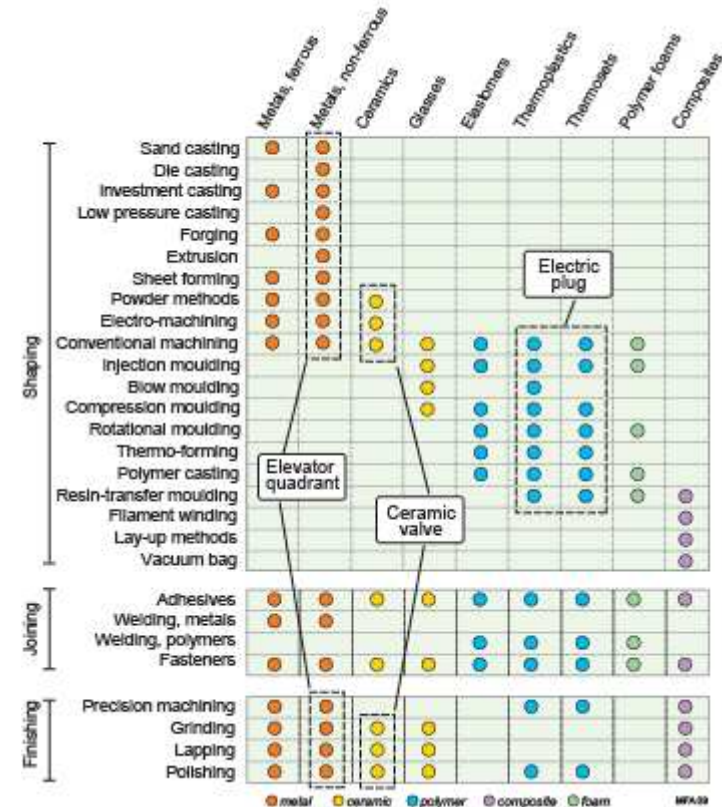 Metals, ferrous
Metals, non-ferrous
Ceramics
Glasses
Elastomers
Thermoplastics
Thermosets
Polymer foams
Composites
Shaping
Sand casting
Die casting
Investment casting
Low pressure casting
Forging
Extrusion
Sheet forming
Powder methods
Electro-machining
Conventional machining
Injection moulding
Blow moulding
Compression moulding
Rotational moulding
Thermo-forming
Polymer casting
Resin-transfer moulding
Filament winding
Lay-up methods
Vacuum bag
Electric
plug
Elevator
quadrant
Ceramic
valve
Joining
Adhesives
Welding, metals
Welding, polymers
Fasteners
Finishing
Precision machining
Grinding
Lapping
Polishing
metal ceramic polymer composite foam